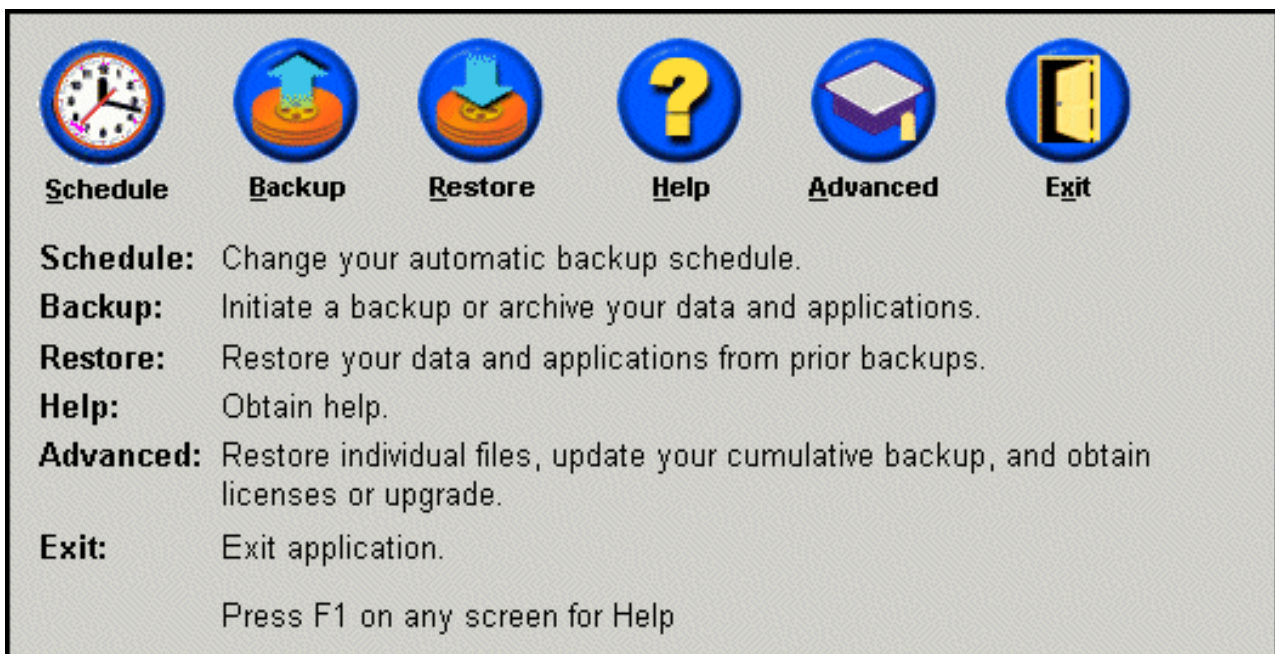 Schedule Backup Restore Help Advanced Exit
Schedule: Change your automatic backup schedule.
Backup: Initiate a backup or archive your data and applications.
Restore: Restore your data and applications from prior backups.
Help: Obtain help.
Advanced: Restore individual files, update your cumulative backup, and obtain
licenses or upgrade.
Exit: Exit application.
Press F1 on any screen for Help